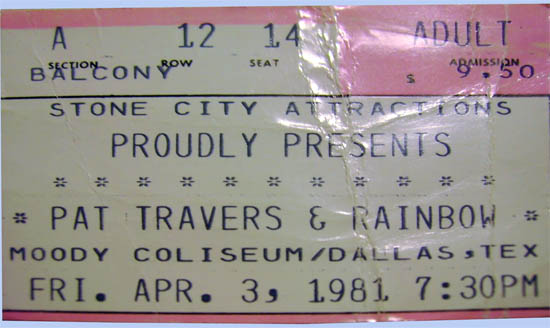 A 12 14 ADULT
SECTION ROW SEAT ADMISSION
BALCONY $ 9.50
STONE CITY ATTRACTIONS
PROUDLY PRESENTS
* * * * * * * * * * *
* PAT TRAVERS & RAINBOW *
MOODY COLISEUM/DALLAS,TEX
FRI. APR. 3, 1981 7:30PM